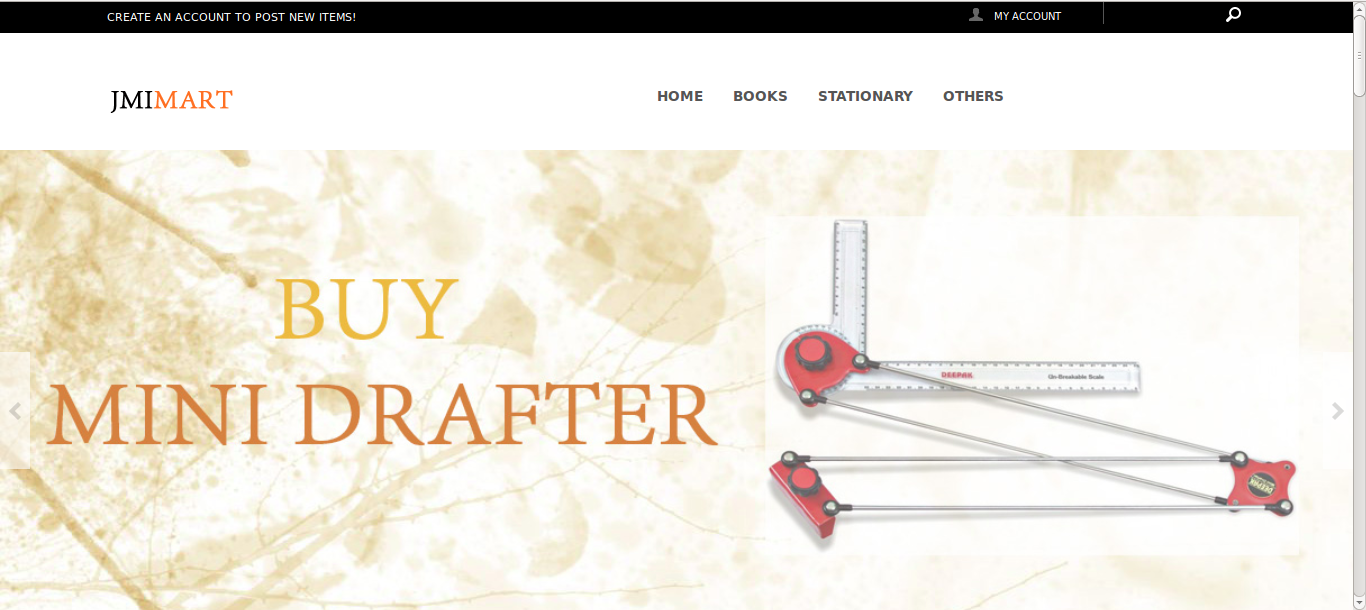 CREATE AN ACCOUNT TO POST NEW ITEMS!
MY ACCOUNT
JMIMART
HOME
BOOKS
STATIONARY
OTHERS
BUY
MINI DRAFTER
DEEPAK
Un-Breakable Scale
DEEPAK